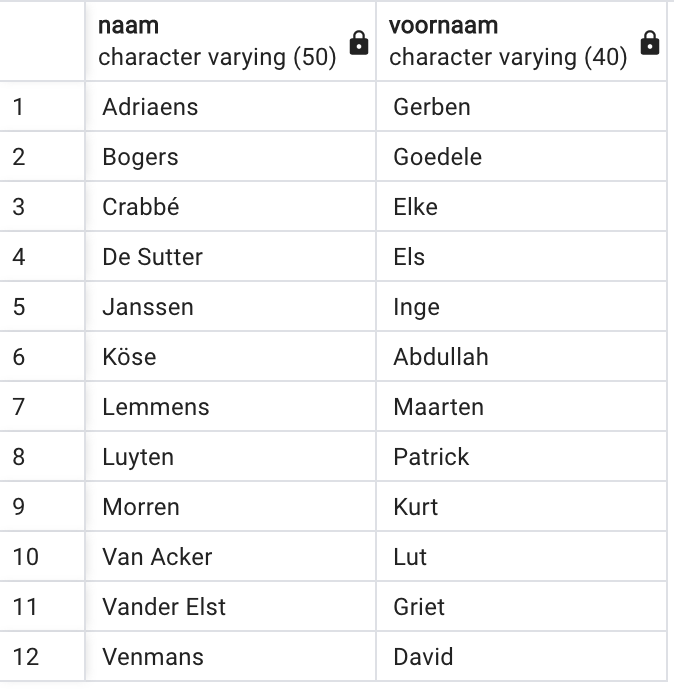 naam voornaam
character varying (50) character varying (40)
1 Adriaens Gerben
2 Bogers Goedele
3 Crabbé Elke
4 De Sutter Els
5 Janssen Inge
6 Köse Abdullah
7 Lemmens Maarten
8 Luyten Patrick
9 Morren Kurt
10 Van Acker Lut
11 Vander Elst Griet
12 Venmans David